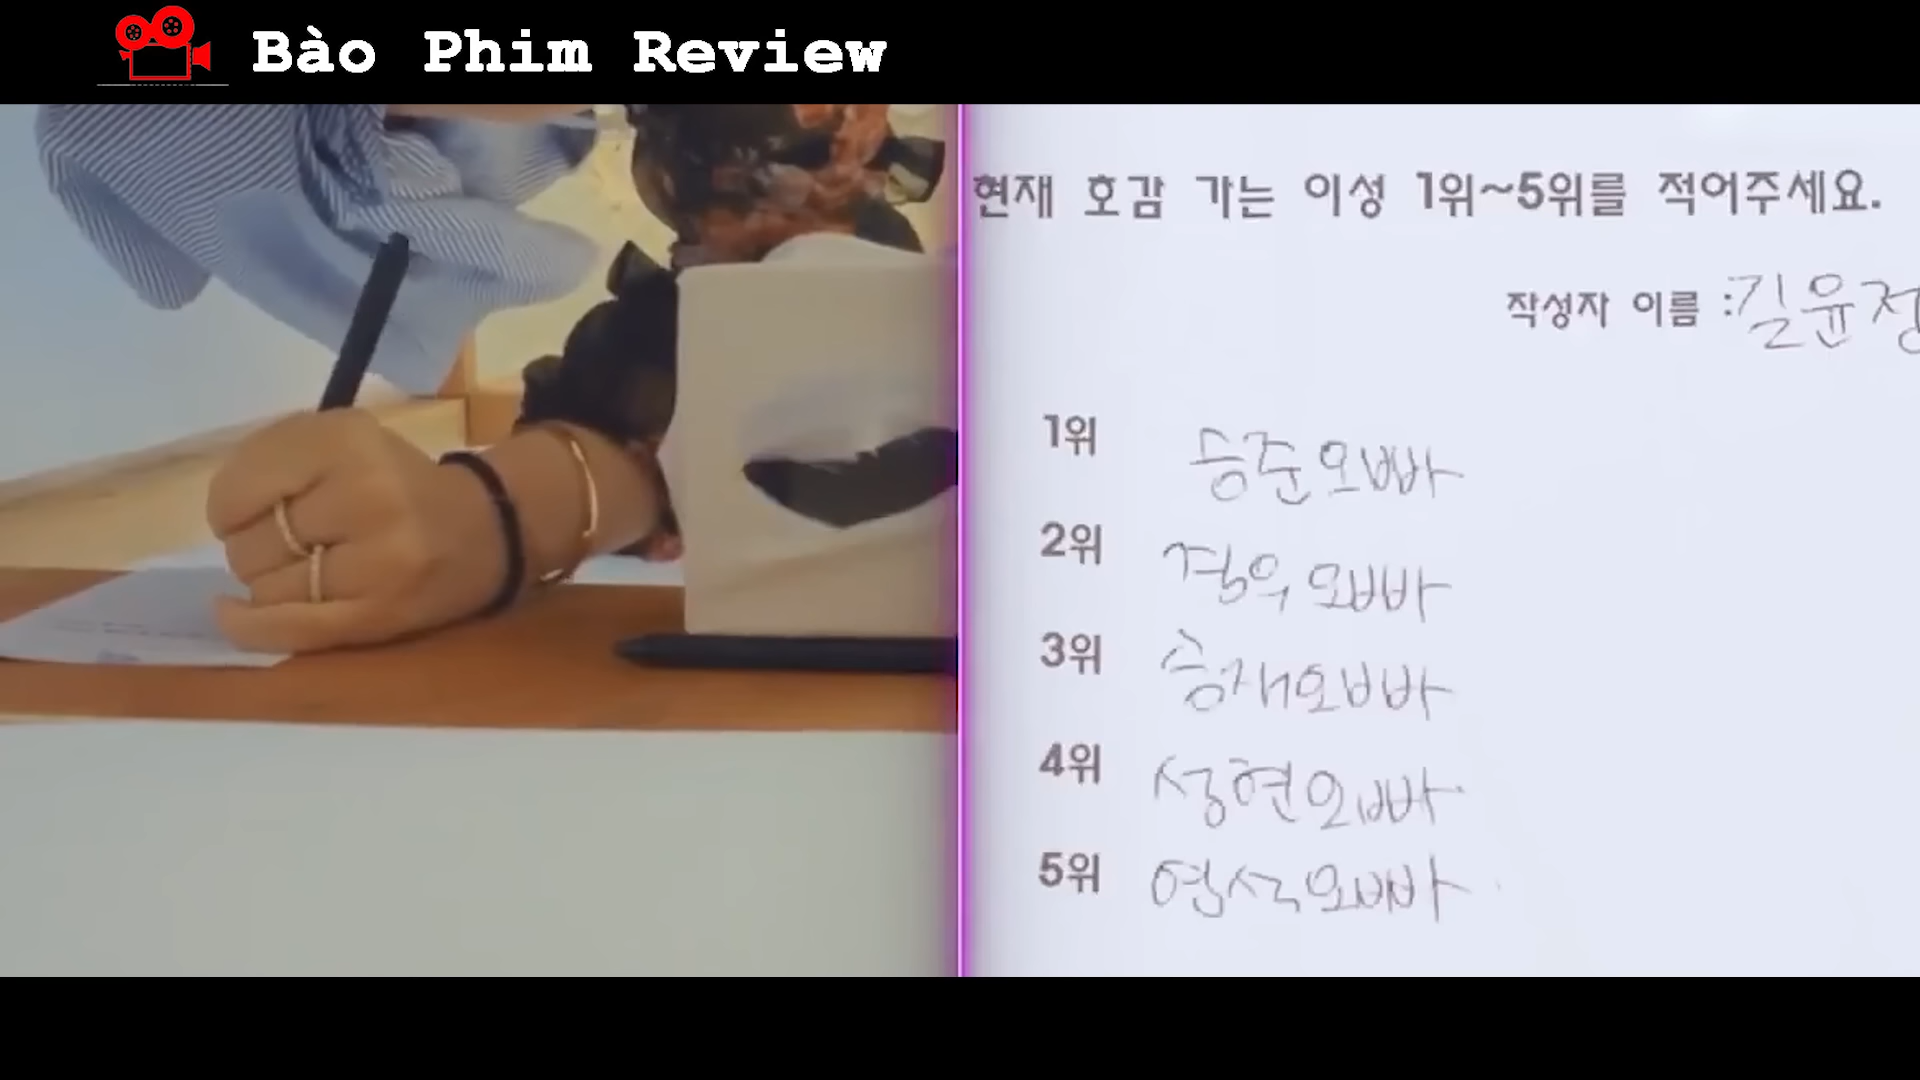 Bào Phim Review
현재 호감 가는 이성 1위~5위를 적어주세요.
작성자 이름 : 길윤정
1위 승준오빠
2위 정우오빠
3위 승재오빠
4위 성현오빠
5위 영식오빠